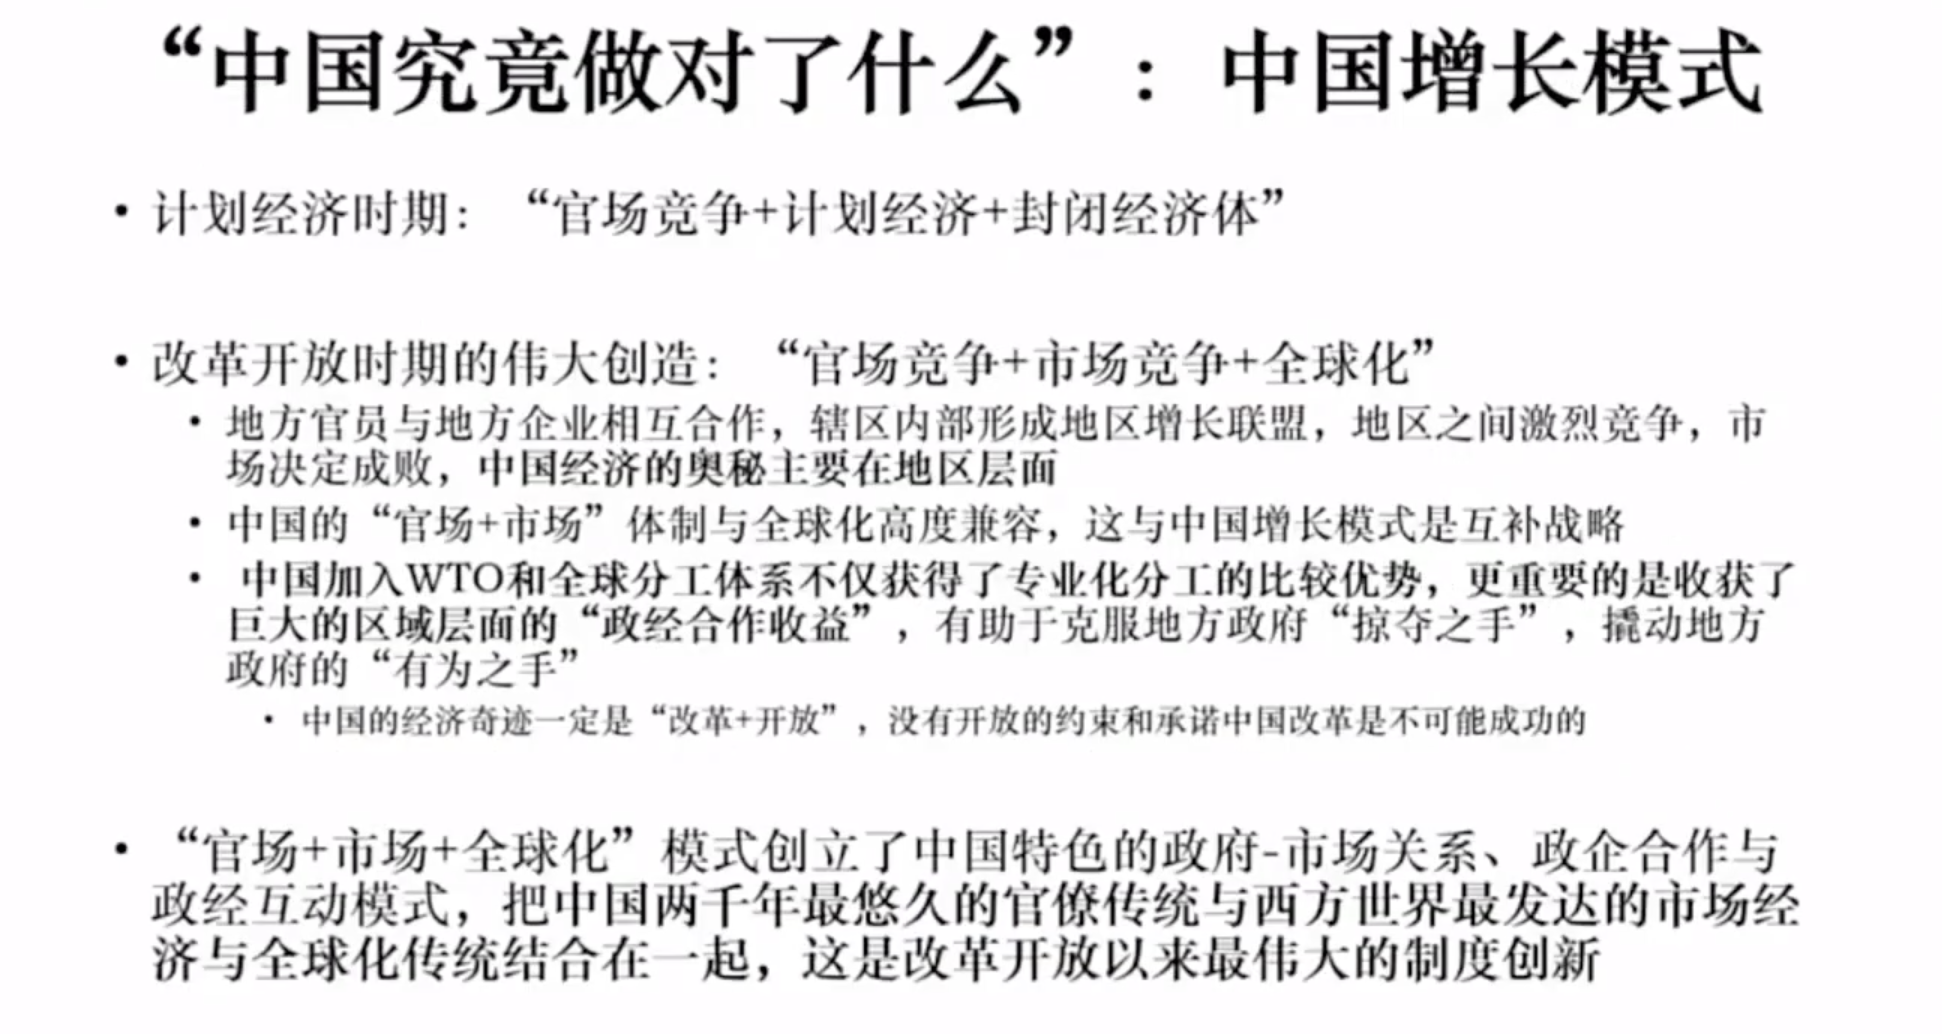 “中国究竟做对了什么”：中国增长模式
• 计划经济时期：“官场竞争+计划经济+封闭经济体”
• 改革开放时期的伟大创造：“官场竞争+市场竞争+全球化”
• 地方官员与地方企业相互合作，辖区内部形成地区增长联盟，地区之间激烈竞争，市
场决定成败，中国经济的奥秘主要在地区层面
• 中国的“官场+市场”体制与全球化高度兼容，这与中国增长模式是互补战略
• 中国加入WTO和全球分工体系不仅获得了专业化分工的比较优势，更重要的是收获了
巨大的区域层面的“政经合作收益”，有助于克服地方政府“掠夺之手”，撬动地方
政府的“有为之手”
• 中国的经济奇迹一定是“改革+开放”，没有开放的约束和承诺中国改革是不可能成功的
• “官场+市场+全球化”模式创立了中国特色的政府-市场关系、政企合作与
政经互动模式，把中国两千年最悠久的官僚传统与西方世界最发达的市场经
济与全球化传统结合在一起，这是改革开放以来最伟大的制度创新